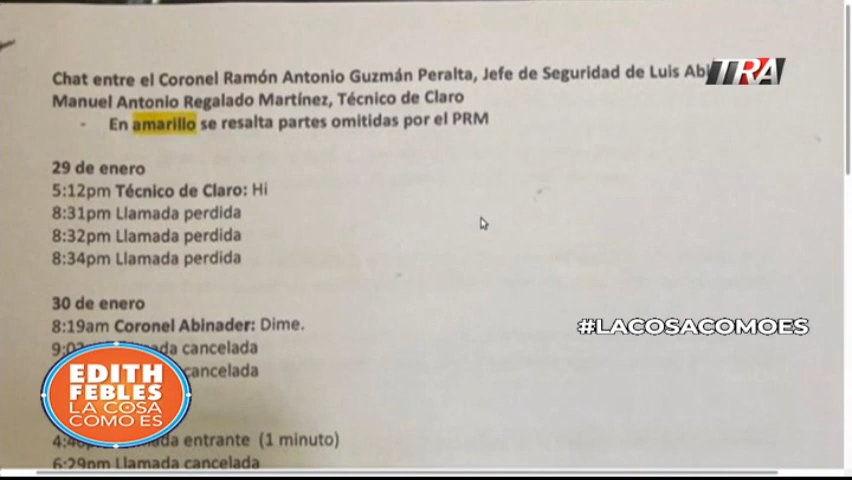 Chat entre el Coronel Ramón Antonio Guzmán Peralta, Jefe de Seguridad de Luis
TRA
Manuel Antonio Regalado Martínez, Técnico de Claro
- En amarillo se resalta partes omitidas por el PRM
29 de enero
5:12pm Técnico de Claro: Hi
8:31pm Llamada perdida
8:32pm Llamada perdida
8:34pm Llamada perdida
30 de enero
8:19am Coronel Abinader: Dime.
#LACOSACOMOES
cancelada
cancelada
EDITH
FEBLES
LA COSA
COMO ES
entrante (1 minuto)
6:29pm Llamada cancelada